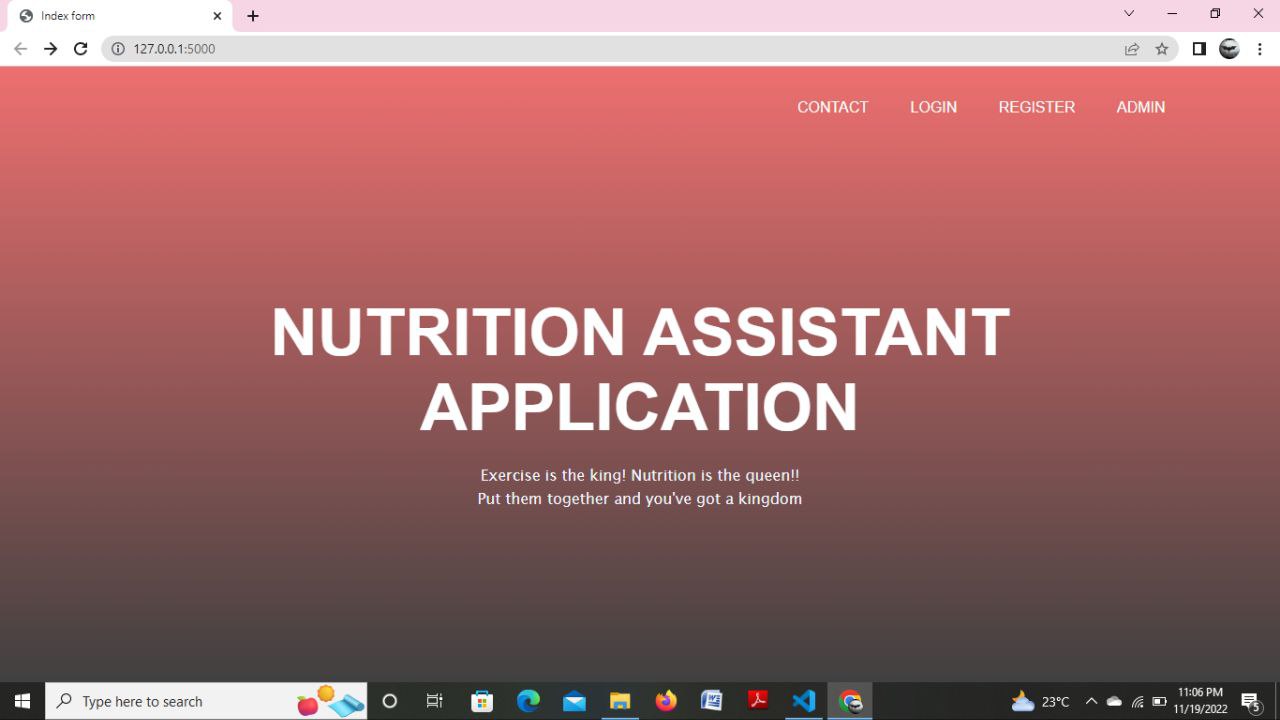 Index form
127.0.0.1:5000
CONTACT LOGIN REGISTER ADMIN
NUTRITION ASSISTANT
APPLICATION
Exercise is the king! Nutrition is the queen!!
Put them together and you've got a kingdom
Type here to search
23°C
11:06 PM
11/19/2022
5